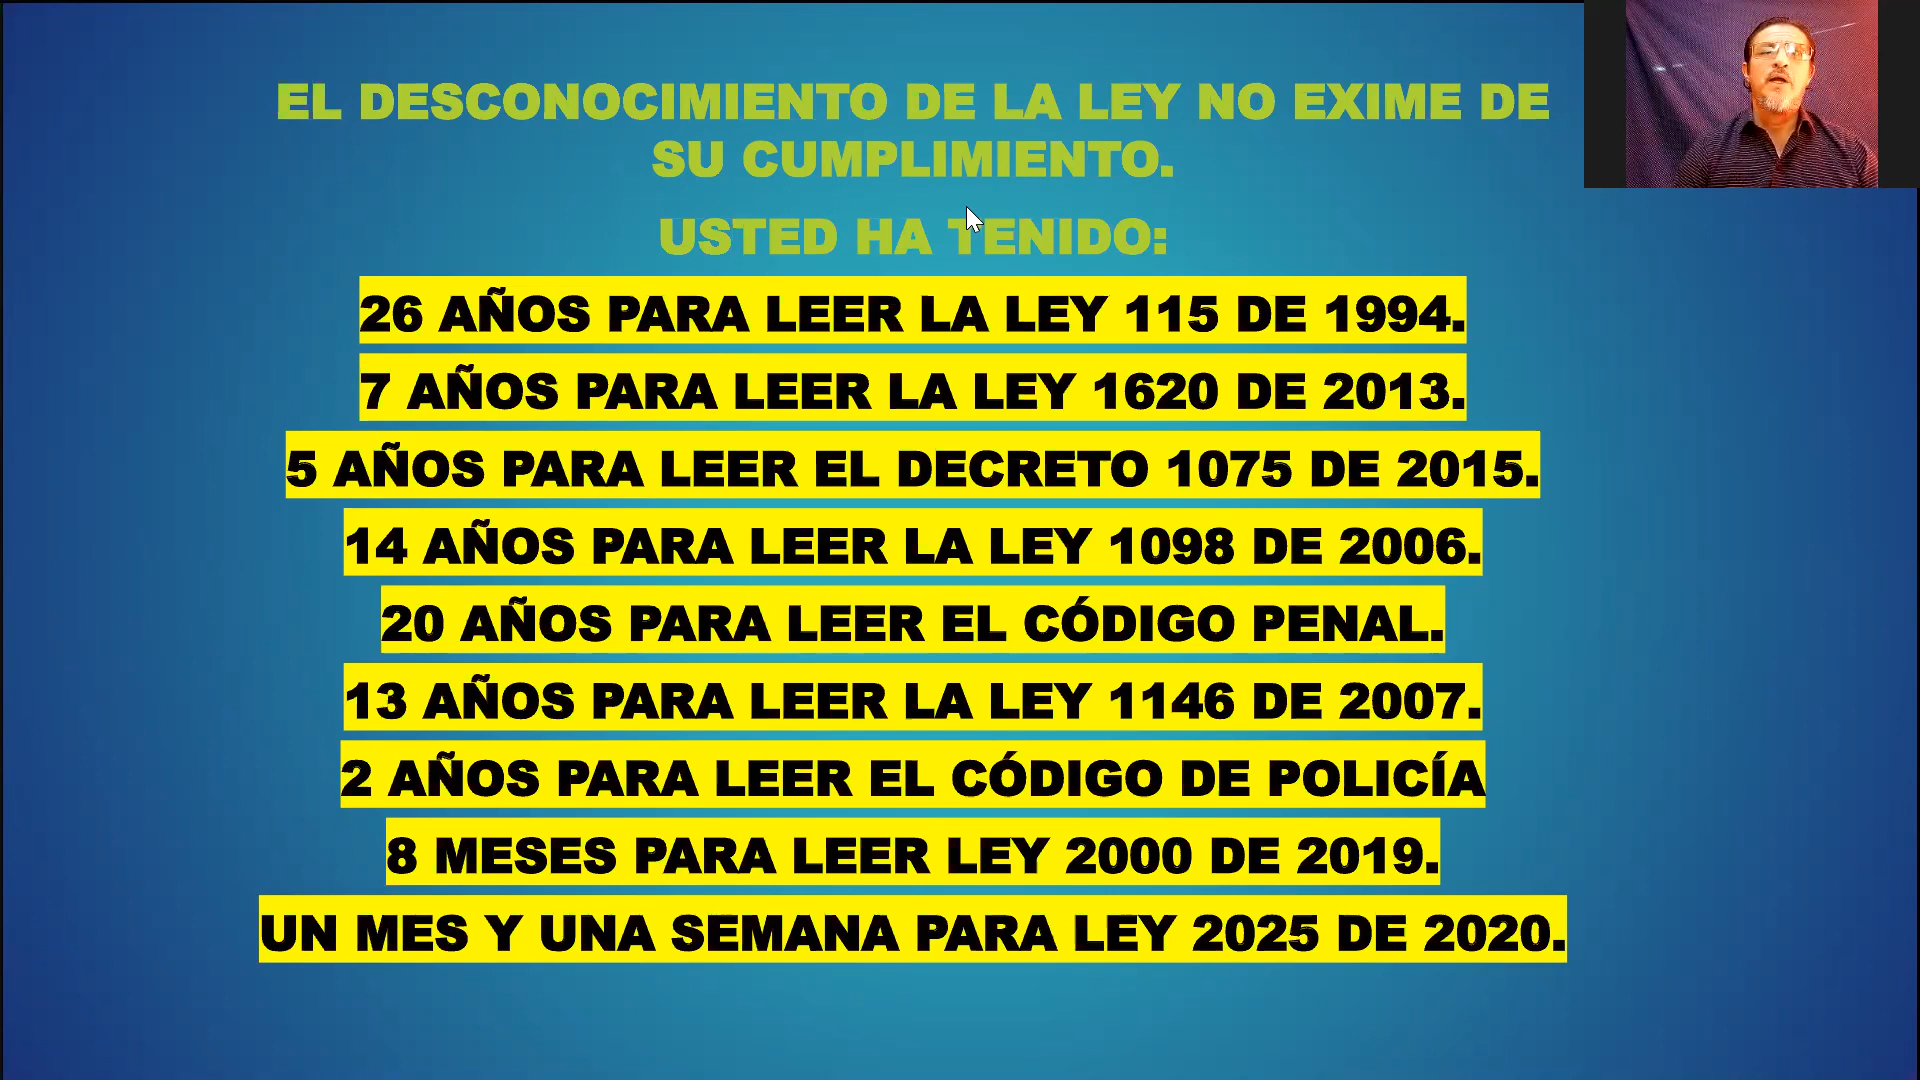 EL DESCONOCIMIENTO DE LA LEY NO EXIME DE
SU CUMPLIMIENTO.
USTED HA TENIDO:
26 AÑOS PARA LEER LA LEY 115 DE 1994.
7 AÑOS PARA LEER LA LEY 1620 DE 2013.
5 AÑOS PARA LEER EL DECRETO 1075 DE 2015.
14 AÑOS PARA LEER LA LEY 1098 DE 2006.
20 AÑOS PARA LEER EL CÓDIGO PENAL.
13 AÑOS PARA LEER LA LEY 1146 DE 2007.
2 AÑOS PARA LEER EL CÓDIGO DE POLICÍA
8 MESES PARA LEER LEY 2000 DE 2019.
UN MES Y UNA SEMANA PARA LEY 2025 DE 2020.